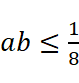 ab ≤ 1/8